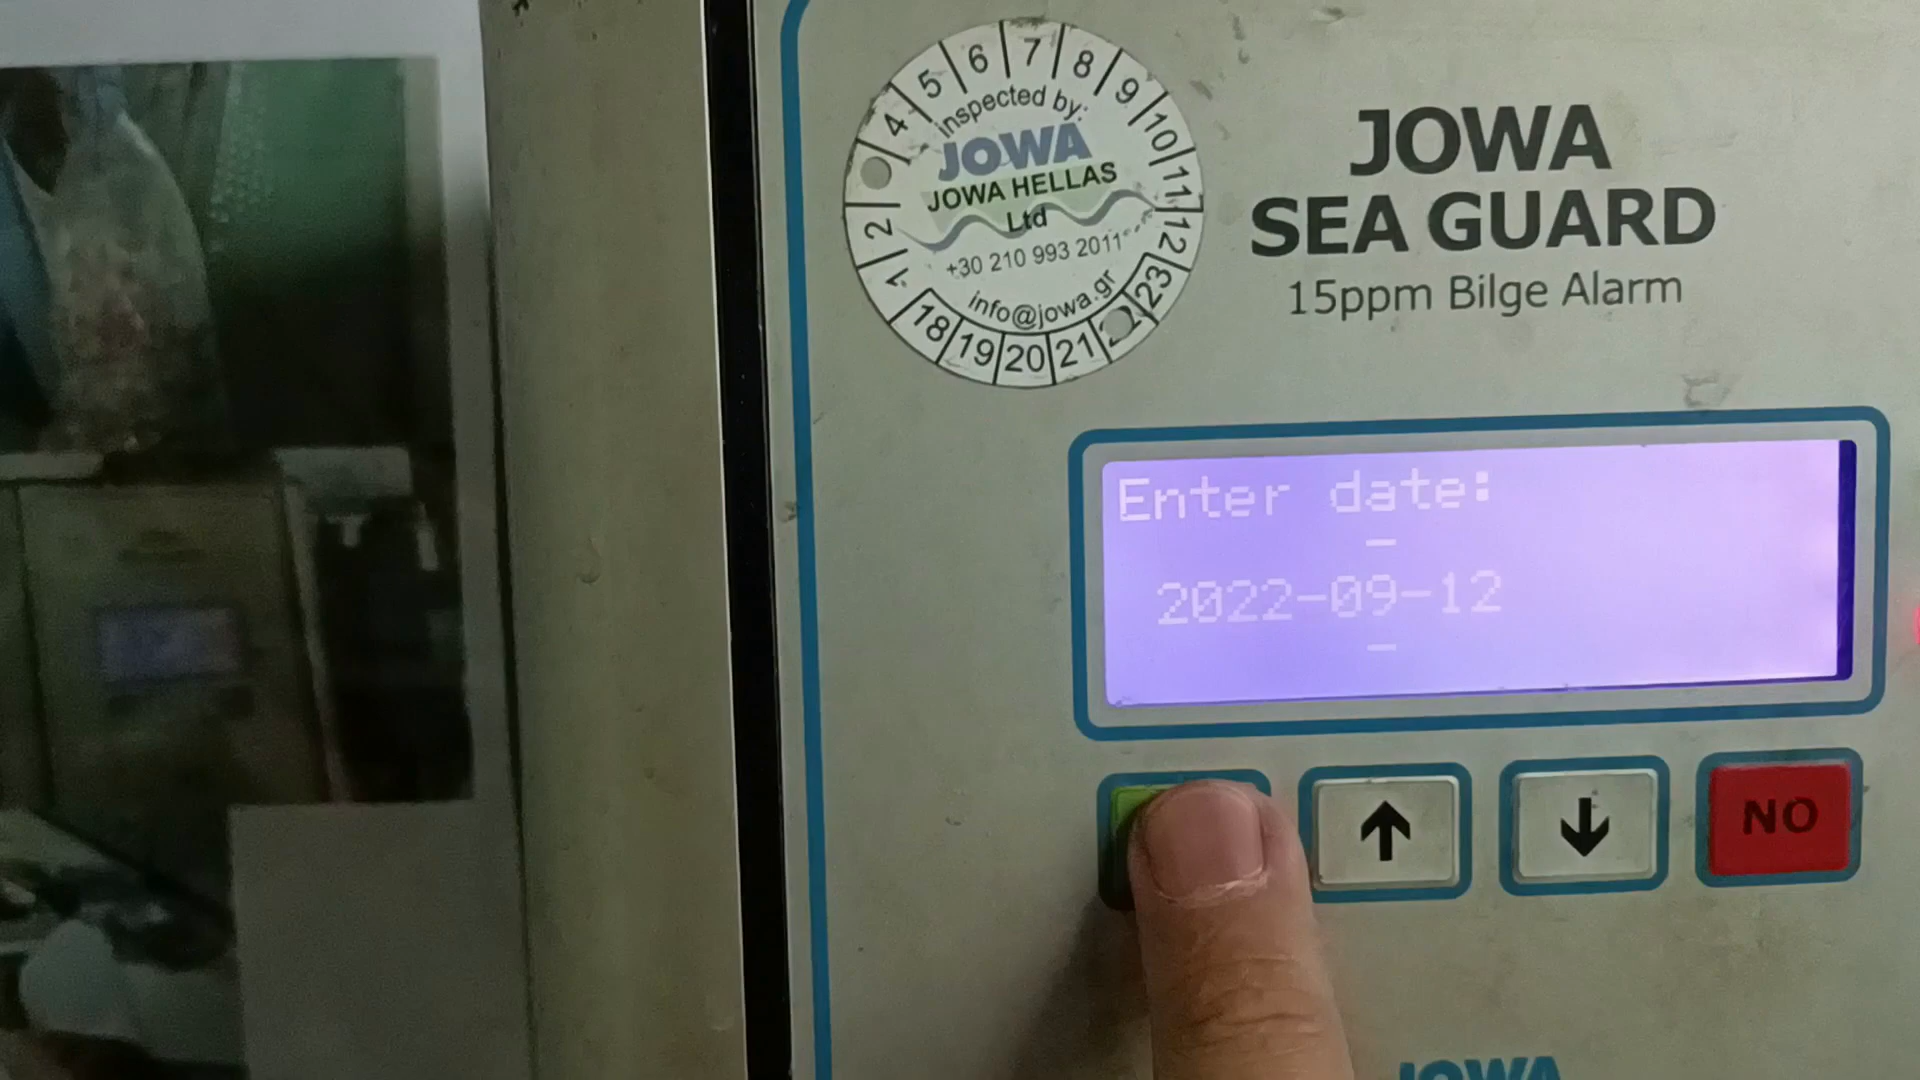 4 5 6 7 8 9 10 11 12
2 1
inspected by:
JOWA
JOWA HELLAS
Ltd
+30 210 993 2011
info@jowa.gr
18 19 20 21 23
JOWA
SEA GUARD
15ppm Bilge Alarm
Enter date:
2022-09-12
NO
JOWA